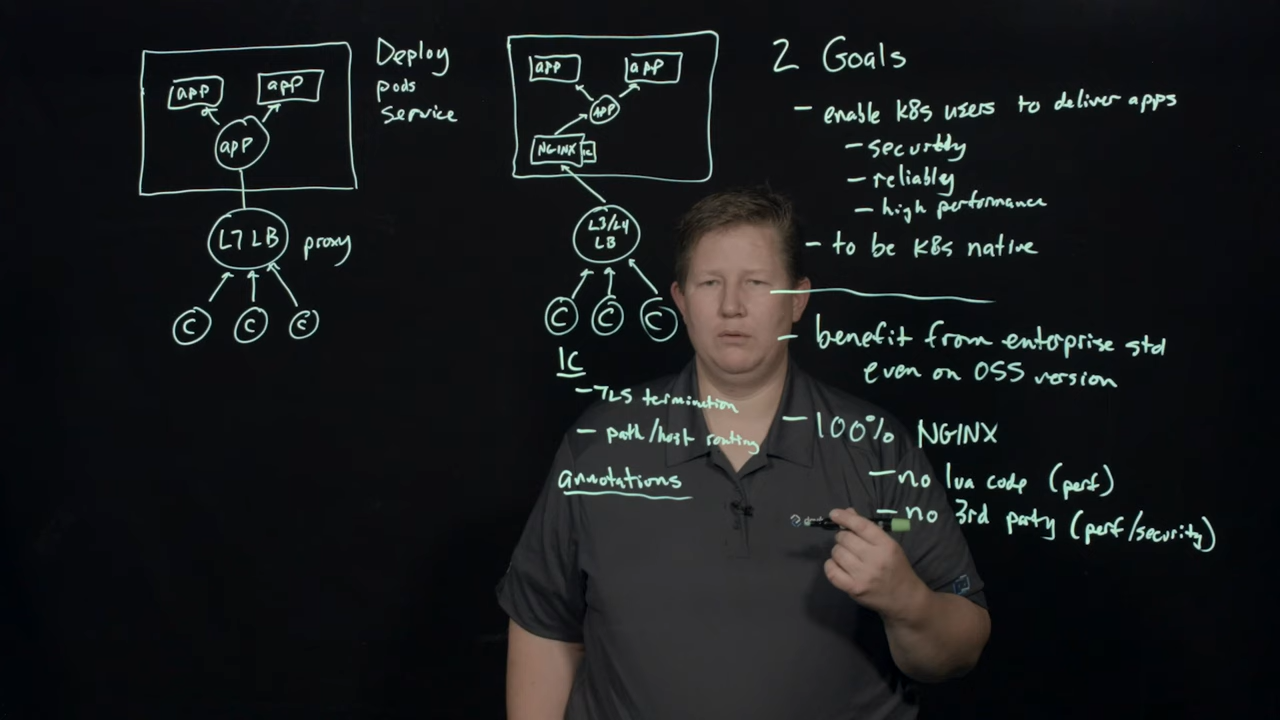 Deploy
pods
Service
app
app
app
L7 LB
proxy
C
C
C
app
app
APP
NGINX
IC
L3/L4
LB
C
C
C
IC
- TLS termination
- path/host routing
annotations
2 Goals
- enable K8s users to deliver apps
- securtly
- reliably
- high performance
- to be K8s native
- benefit from enterprise std
even on OSS version
- 100% NGINX
- no lua code (perf)
- no 3rd party (perf/security)